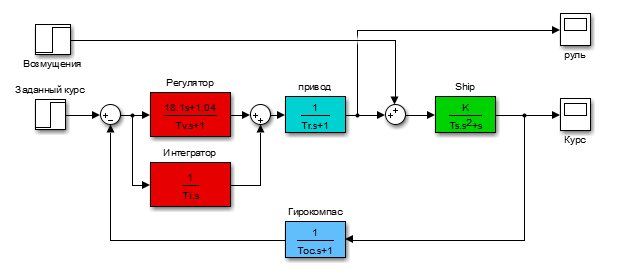 Возмущения
руль
Заданный курс
Регулятор
привод
Ship
+
−
18.1s+1.04
Tv.s+1
+
+
1
Tr.s+1
+
+
K
Ts.s2+s
Курс
Интегратор
1
Ti.s
Гирокомпас
1
Toc.s+1